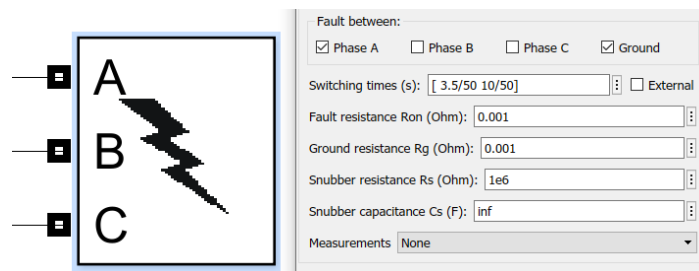 A
B
C
Fault between:
Phase A Phase B Phase C Ground
Switching times (s): [ 3.5/50 10/50] External
Fault resistance Ron (Ohm): 0.001
Ground resistance Rg (Ohm): 0.001
Snubber resistance Rs (Ohm): 1e6
Snubber capacitance Cs (F): inf
Measurements None